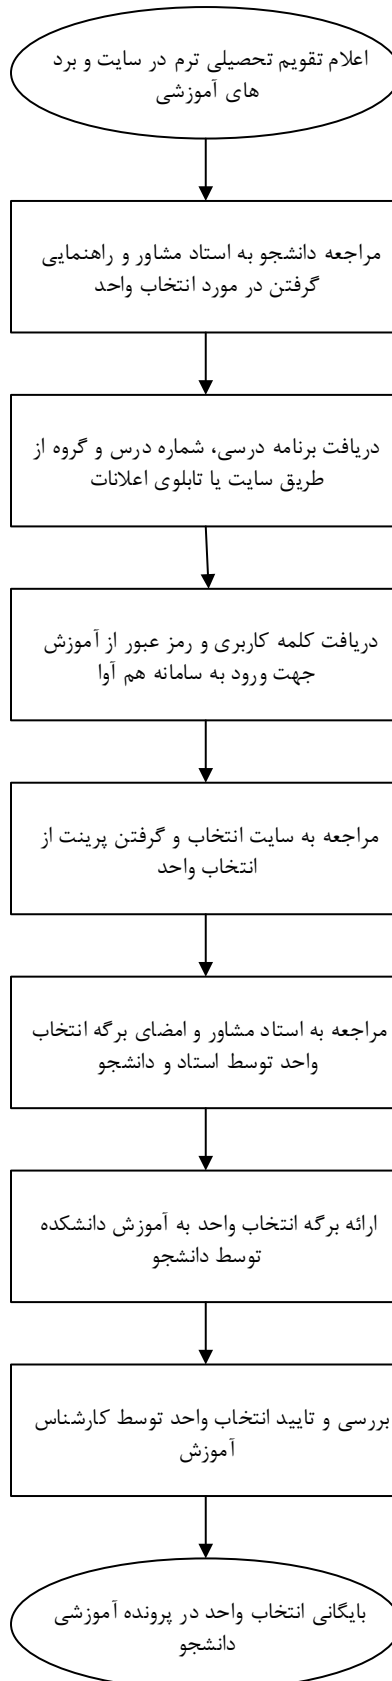 اعلام تقویم تحصیلی ترم در سایت و برد
های آموزشی
مراجعه دانشجو به استاد مشاور و راهنمایی
گرفتن در مورد انتخاب واحد
دریافت برنامه درسی، شماره درس و گروه از
طریق سایت یا تابلوی اعلانات
دریافت کلمه کاربری و رمز عبور از آموزش
جهت ورود به سامانه هم آوا
مراجعه به سایت انتخاب و گرفتن پرینت از
انتخاب واحد
مراجعه به استاد مشاور و امضای برگه انتخاب
واحد توسط استاد و دانشجو
ارائه برگه انتخاب واحد به آموزش دانشکده
توسط دانشجو
بررسی و تایید انتخاب واحد توسط کارشناس
آموزش
بایگانی انتخاب واحد در پرونده آموزشی
دانشجو